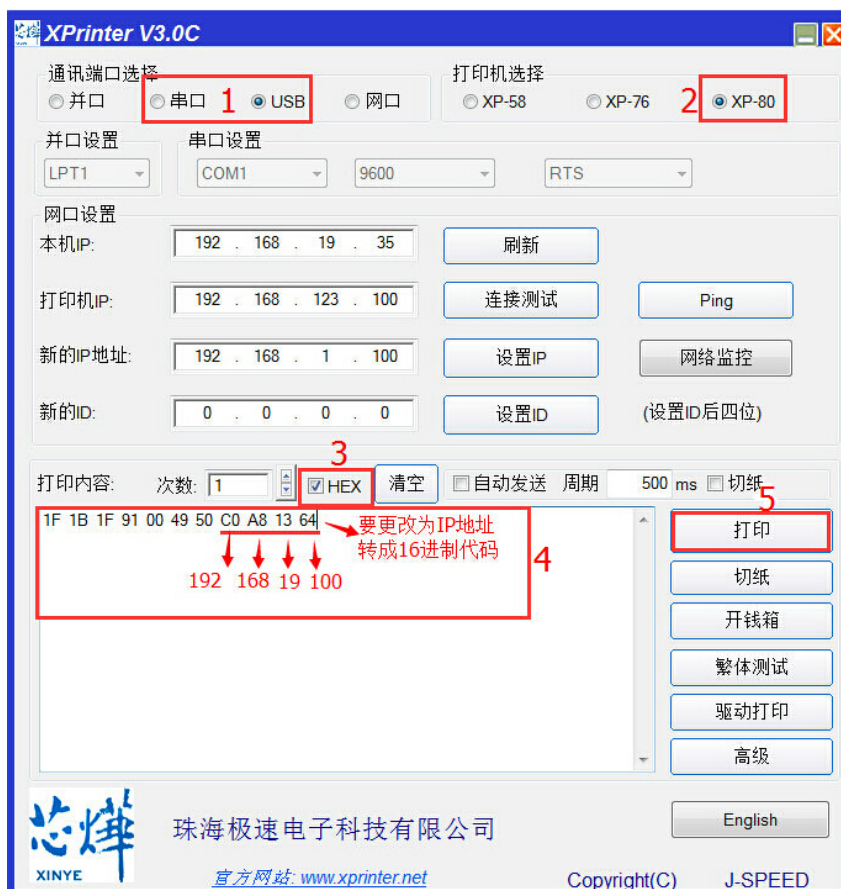 XPrinter V3.0C
通讯端口选择
打印机选择
并口 串口 1 USB 网口
XP-58 XP-76 2 XP-80
并口设置
串口设置
LPT1 COM1 9600 RTS
网口设置
本机IP: 192 . 168 . 19 . 35 刷新
打印机IP: 192 . 168 . 123 . 100 连接测试 Ping
新的IP地址: 192 . 168 . 1 . 100 设置IP 网络监控
新的ID: 0 . 0 . 0 . 0 设置ID (设置ID后四位)
3
打印内容: 次数: 1 HEX 清空 自动发送 周期 500 ms 切纸
5
1F 1B 1F 91 00 49 50 C0 A8 13 64
要更改为IP地址
转成16进制代码
4
192 168 19 100
打印
切纸
开钱箱
繁体测试
驱动打印
高级
芯烨
XINYE
珠海极速电子科技有限公司
English
官方网站: www.xprinter.net
Copyright(C) J-SPEED